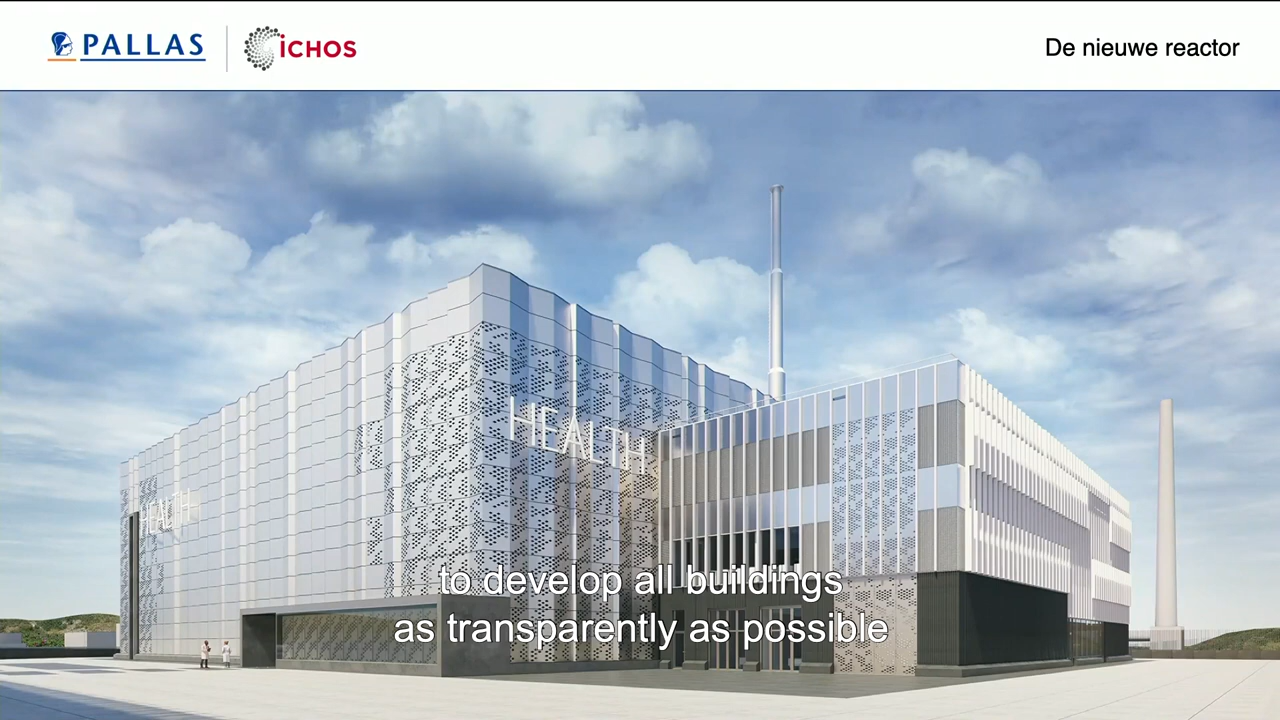 PALLAS
iCHOS
De nieuwe reactor
HEALTH
HEALTH
to develop all buildings
as transparently as possible